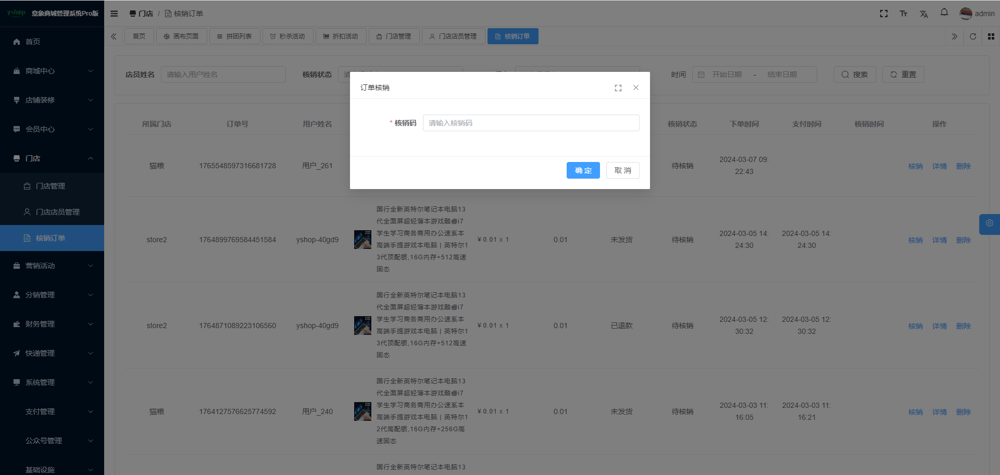 yshop 意象商城管理系统Pro版
门店 / 核销订单
admin
首页 画布页面 拼团列表 秒杀活动 折扣活动 门店管理 门店店员管理 核销订单
首页
商城中心
店铺装修
会员中心
门店
门店管理
门店店员管理
核销订单
营销活动
分销管理
财务管理
快递管理
系统管理
支付管理
公众号管理
基础设施
店员姓名 请输入用户姓名 核销状态 时间 开始日期 - 结束日期 搜索 重置
订单核销
* 核销码 请输入核销码
确 定 取 消
所属门店 订单号 用户姓名 核销状态 下单时间 支付时间 核销时间 操作
猫粮 1765548597316681728 用户_261 待核销 2024-03-07 09:
22:43
核销 详情 删除
国行全新英特尔笔记本电脑13
代全面屏超轻薄本游戏酷睿i7
学生学习商务商用办公速系本
高端手提游戏本电脑 | 英特尔1
3代顶配银,16G内存+512高速
固态
store2 1764899769584451584 yshop-40gd9 ¥ 0.01 x 1 0.01 未发货 待核销 2024-03-05 14:
24:30
2024-03-05 14:
24:30
核销 详情 删除
国行全新英特尔笔记本电脑13
代全面屏超轻薄本游戏酷睿i7
学生学习商务商用办公速系本
高端手提游戏本电脑 | 英特尔1
3代顶配银,16G内存+512高速
固态
store2 1764871089223106560 yshop-40gd9 ¥ 0.01 x 1 0.01 已退款 待核销 2024-03-05 12:
30:32
2024-03-05 12:
30:32
核销 详情 删除
国行全新英特尔笔记本电脑13
代全面屏超轻薄本游戏酷睿i7
学生学习商务商用办公速系本
高端手提游戏本电脑 | 英特尔1
2代高配银,16G内存+256G高
速固态
猫粮 1764127576625774592 用户_240 ¥ 0.01 x 1 0.01 未发货 待核销 2024-03-03 11:
16:05
2024-03-03 11:
16:21
核销 详情 删除
国行全新英特尔笔记本电脑13